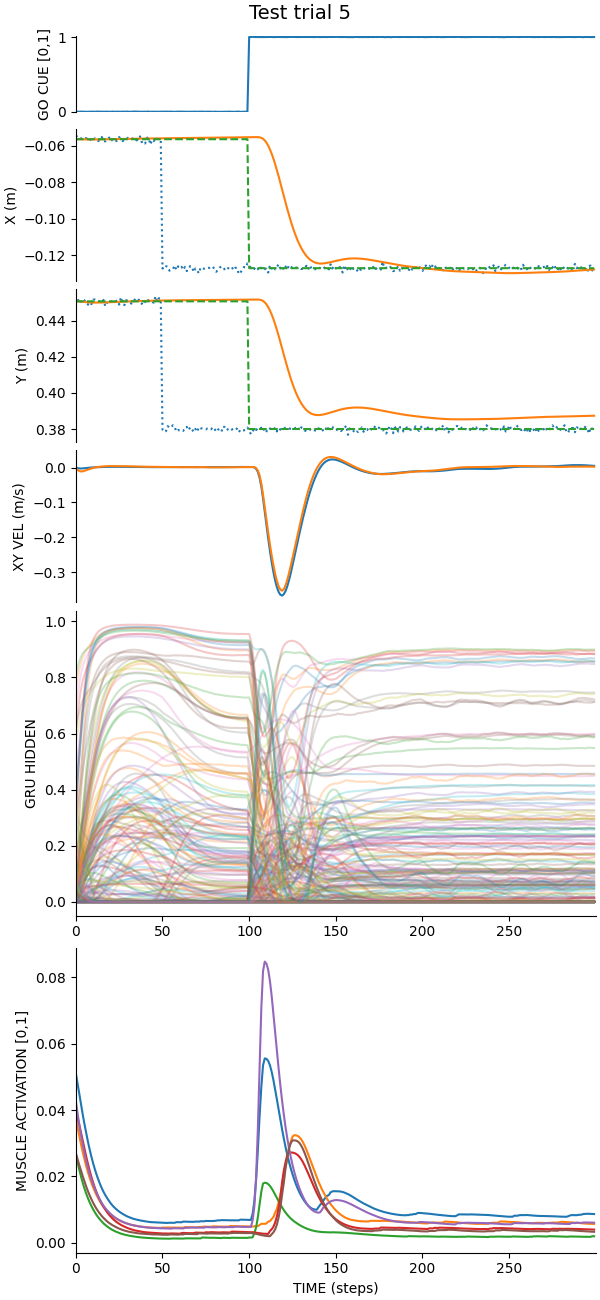 Test trial 5
GO CUE [0,1]
1
0
X (m)
−0.06
−0.08
−0.10
−0.12
Y (m)
0.44
0.42
0.40
0.38
XY VEL (m/s)
0.0
−0.1
−0.2
−0.3
GRU HIDDEN
1.0
0.8
0.6
0.4
0.2
0.0
0 50 100 150 200 250
MUSCLE ACTIVATION [0,1]
0.08
0.06
0.04
0.02
0.00
0 50 100 150 200 250
TIME (steps)